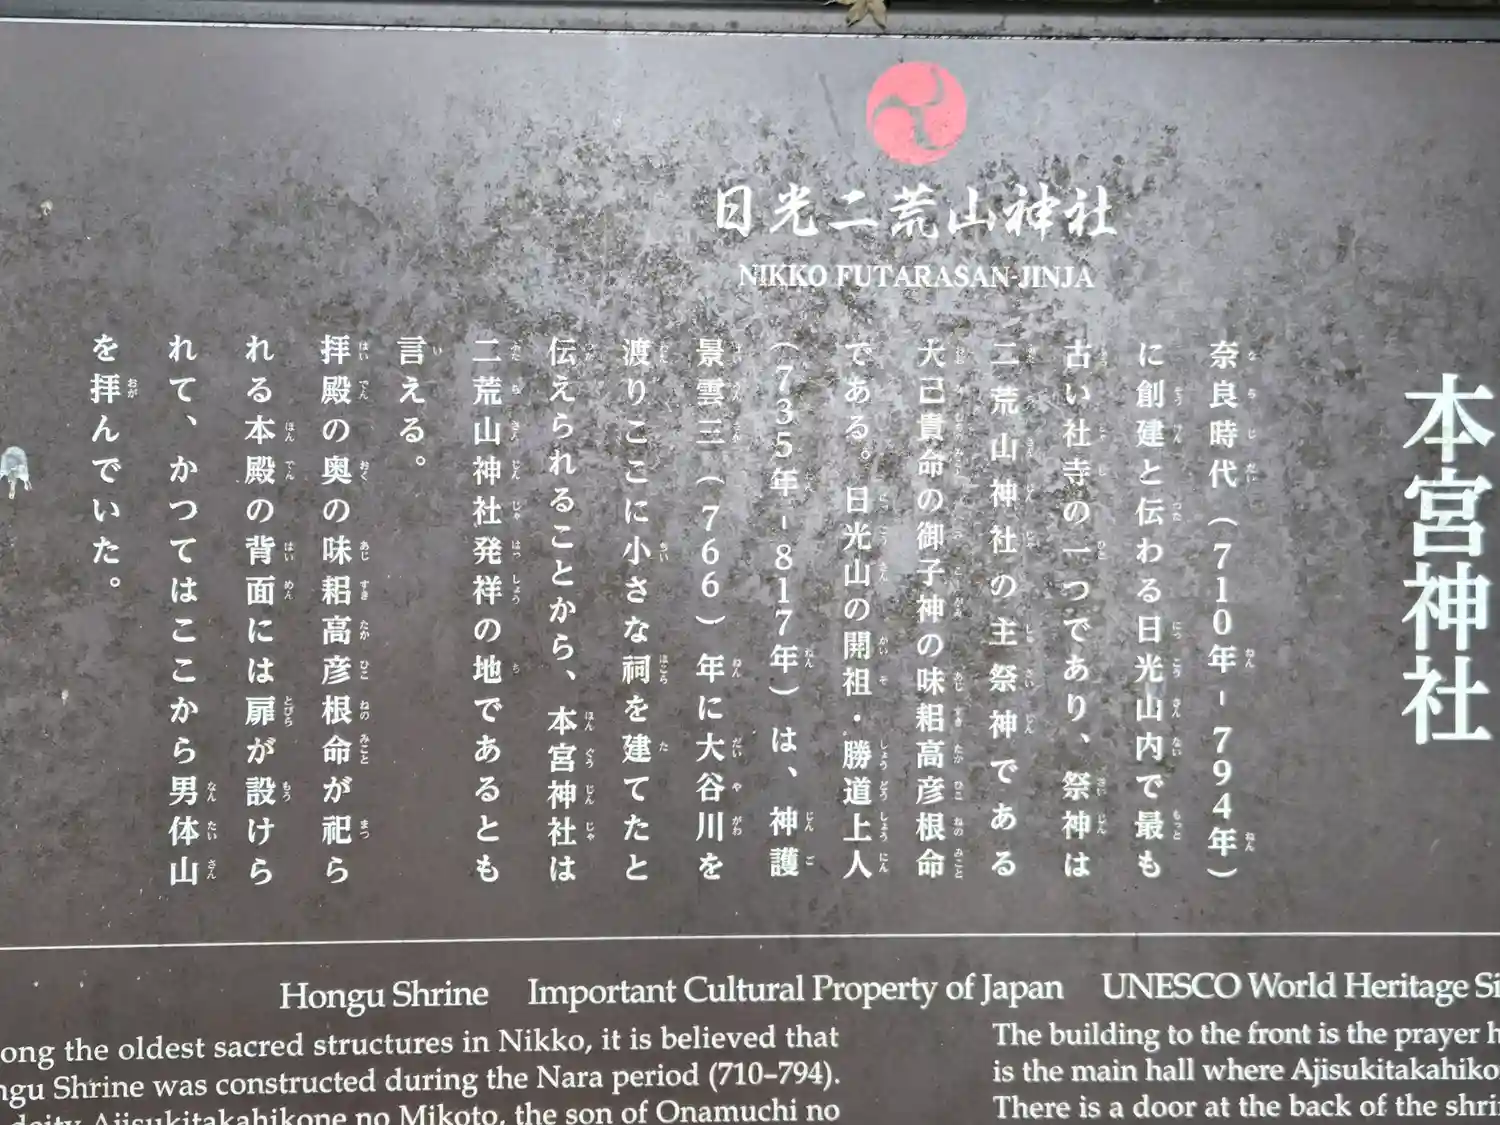 日光二荒山神社
NIKKO FUTARASAN-JINJA
本宮神社
奈良時代（710年-794年）
に創建と伝わる日光山内で最も
古い社寺の一つであり、祭神は
二荒山神社の主祭神である
大己貴命の御子神の味耜高彦根命
である。日光山の開祖・勝道上人
（735年-817年）は、神護
景雲三（766）年に大谷川を
渡りここに小さな祠を建てたと
伝えられることから、本宮神社は
二荒山神社発祥の地であるとも
言える。
拝殿の奥の味耜高彦根命が祀ら
れる本殿の背面には扉が設けら
れて、かつてはここから男体山
を拝んでいた。
Hongu Shrine Important Cultural Property of Japan UNESCO World Heritage Si
ong the oldest sacred structures in Nikko, it is believed that
ngu Shrine was constructed during the Nara period (710–794).
deity Ajisukitakahikone no Mikoto, the son of Onamuchi no
The building to the front is the prayer h
is the main hall where Ajisukitakahiko
There is a door at the back of the shri